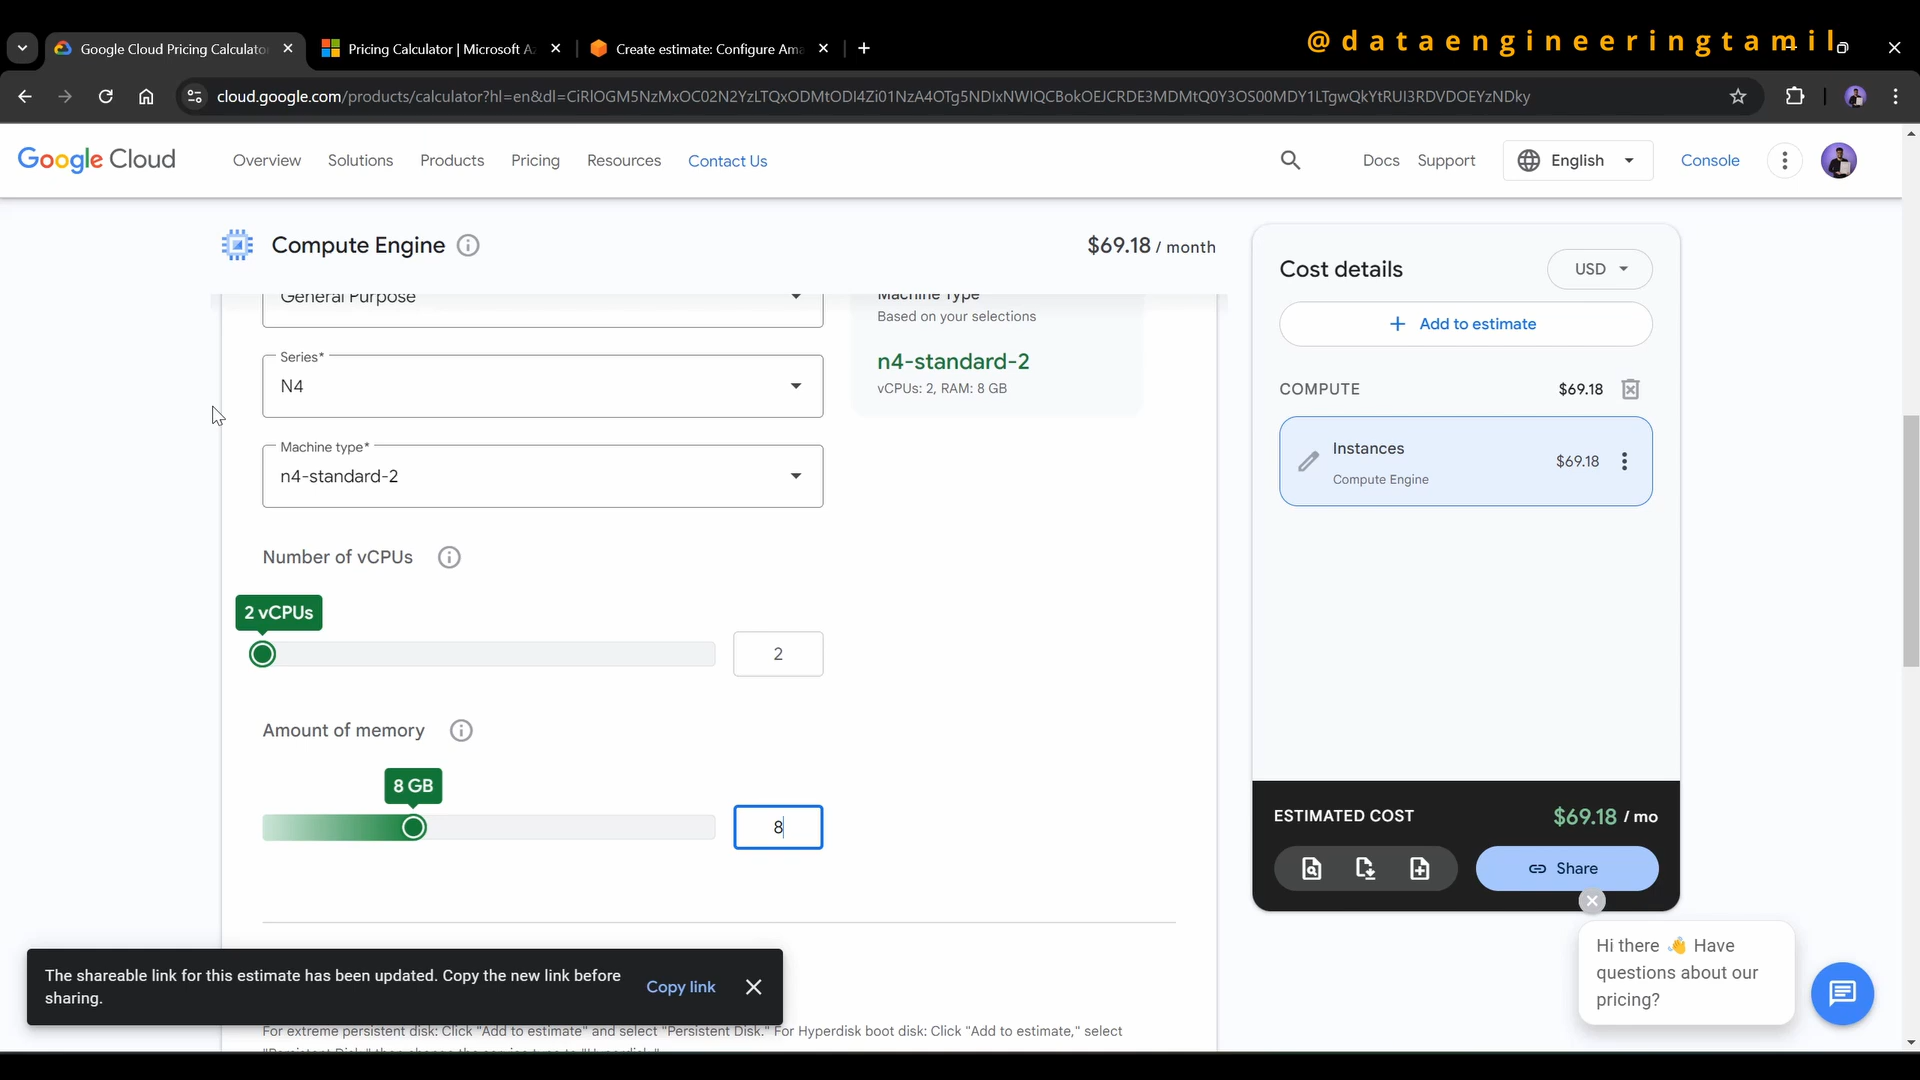 @dataengineeringtamil
Google Cloud Pricing Calculato
Pricing Calculator | Microsoft A
Create estimate: Configure Ama
cloud.google.com/products/calculator?hl=en&dl=CiRlOGM5NzMxOC02N2YzLTQxODMtODI4Zi01NzA4OTg5NDIxNWIQCBokOEJCRDE3MDMtQ0Y3OS00MDY1LTgwQkYtRUI3RDVDOEYzNDky
Google Cloud
Overview
Solutions
Products
Pricing
Resources
Contact Us
Docs
Support
English
Console
Compute Engine
$69.18 / month
General Purpose
Machine Type
Based on your selections
Series*
N4
n4-standard-2
vCPUs: 2, RAM: 8 GB
Machine type*
n4-standard-2
Number of vCPUs
2 vCPUs
2
Amount of memory
8 GB
8
Cost details
USD
Add to estimate
COMPUTE
$69.18
Instances
Compute Engine
$69.18
ESTIMATED COST
$69.18 / mo
Share
Hi there 👋 Have
questions about our
pricing?
The shareable link for this estimate has been updated. Copy the new link before
sharing.
Copy link
For extreme persistent disk: Click "Add to estimate" and select "Persistent Disk." For Hyperdisk boot disk: Click "Add to estimate," select